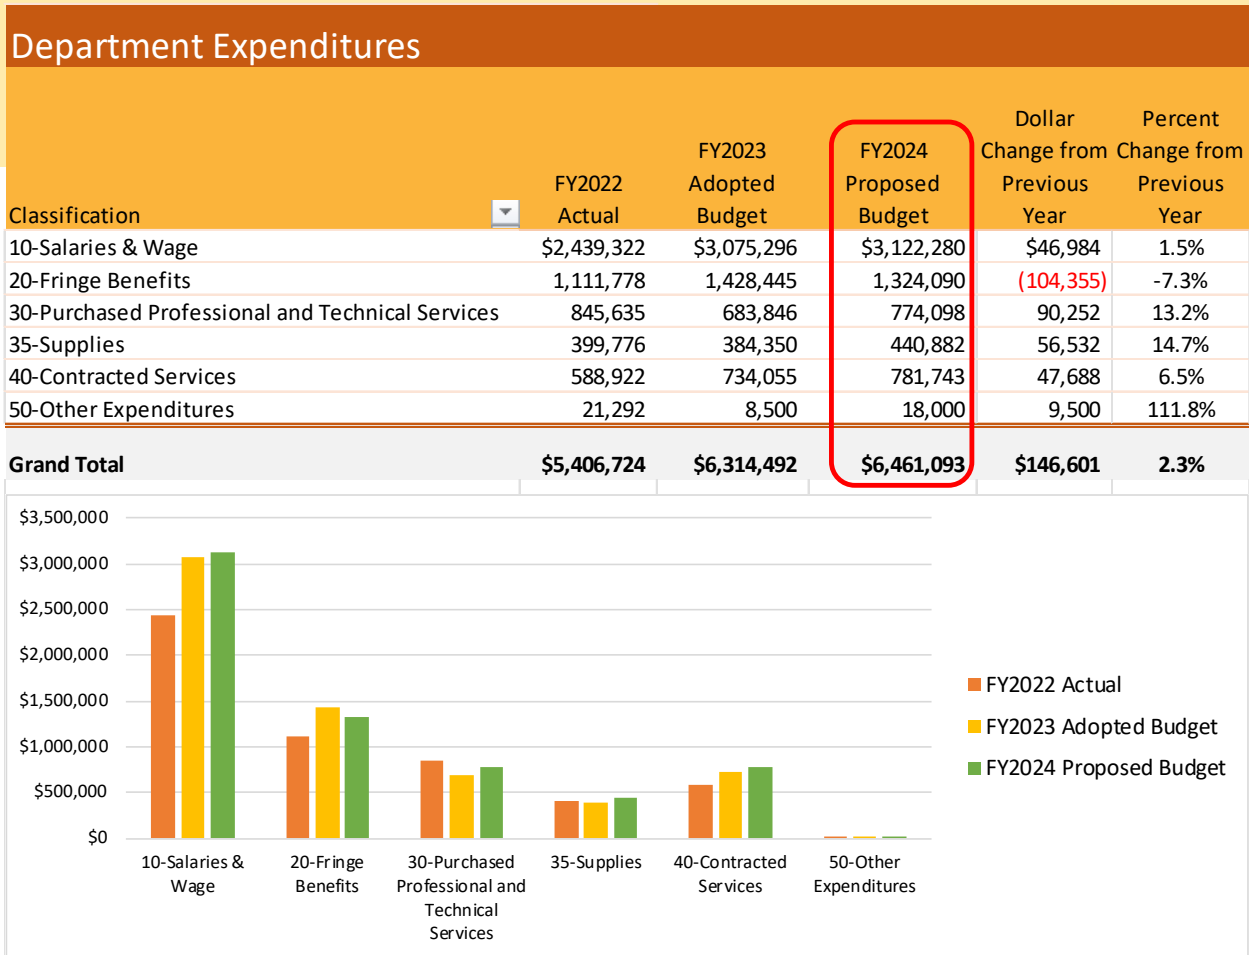 Department Expenditures
Dollar Percent
FY2023 FY2024 Change from Change from
FY2022 Adopted Proposed Previous Previous
Classification Actual Budget Budget Year Year
10-Salaries & Wage $2,439,322 $3,075,296 $3,122,280 $46,984 1.5%
20-Fringe Benefits 1,111,778 1,428,445 1,324,090 (104,355) -7.3%
30-Purchased Professional and Technical Services 845,635 683,846 774,098 90,252 13.2%
35-Supplies 399,776 384,350 440,882 56,532 14.7%
40-Contracted Services 588,922 734,055 781,743 47,688 6.5%
50-Other Expenditures 21,292 8,500 18,000 9,500 111.8%
Grand Total $5,406,724 $6,314,492 $6,461,093 $146,601 2.3%
$3,500,000
$3,000,000
$2,500,000
$2,000,000
$1,500,000
$1,000,000
$500,000
$0
10-Salaries &
Wage
20-Fringe
Benefits
30-Purchased
Professional and
Technical
Services
35-Supplies
40-Contracted
Services
50-Other
Expenditures
FY2022 Actual
FY2023 Adopted Budget
FY2024 Proposed Budget